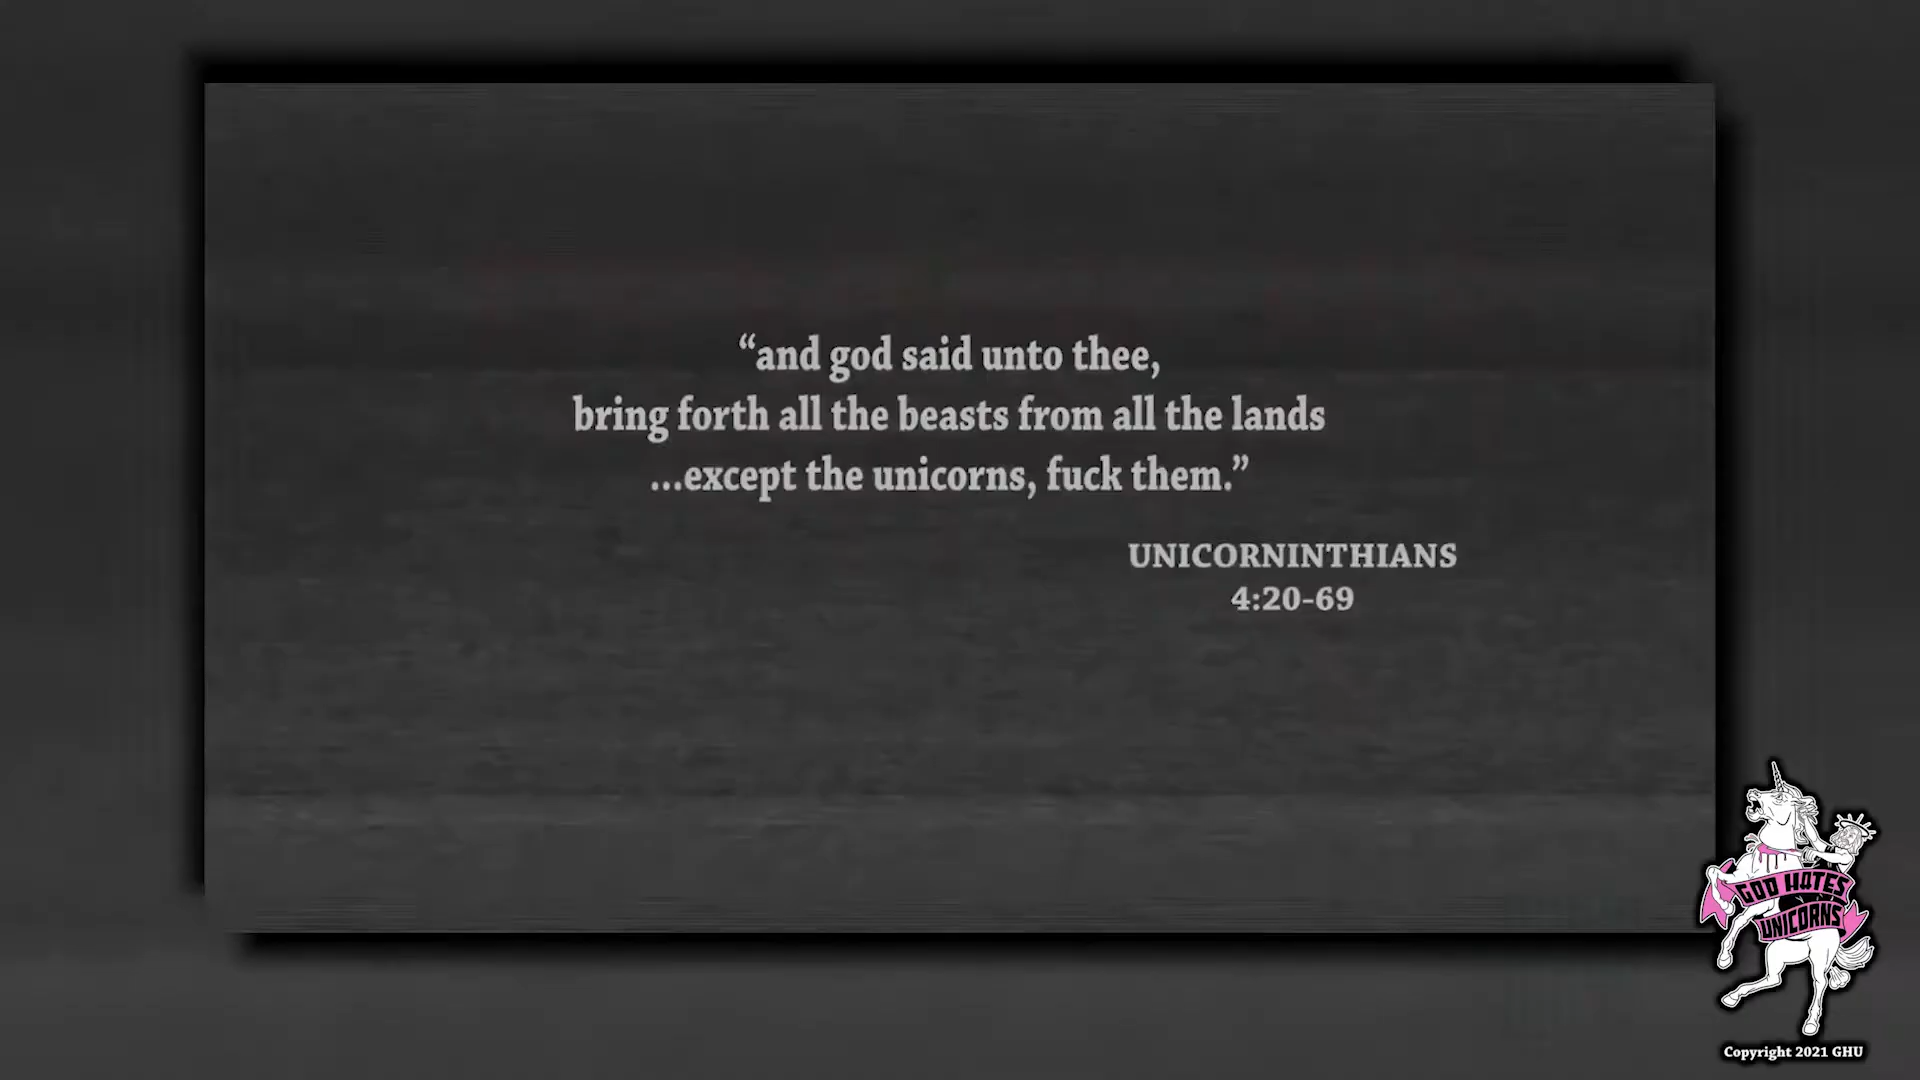 “and god said unto thee,
bring forth all the beasts from all the lands
...except the unicorns, fuck them.”
UNICORNINTHIANS
4:20-69
GOD HATES
UNICORNS
Copyright 2021 GHU